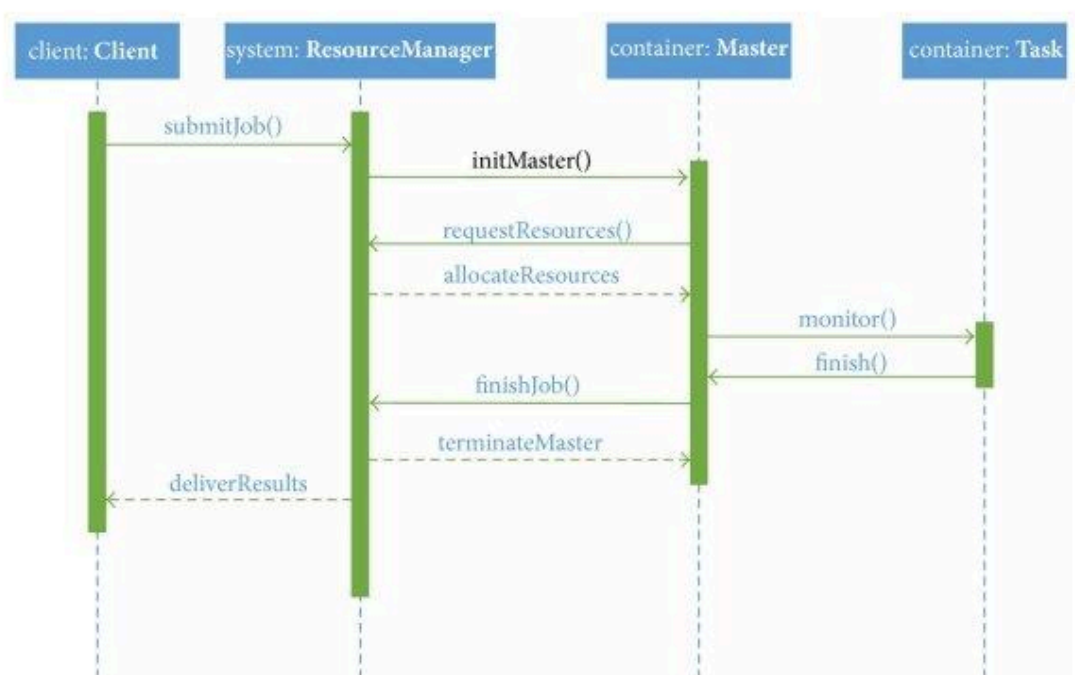 client: Client
system: ResourceManager
container: Master
container: Task
submitJob()
initMaster()
requestResources()
allocateResources
monitor()
finish()
finishJob()
terminateMaster
deliverResults